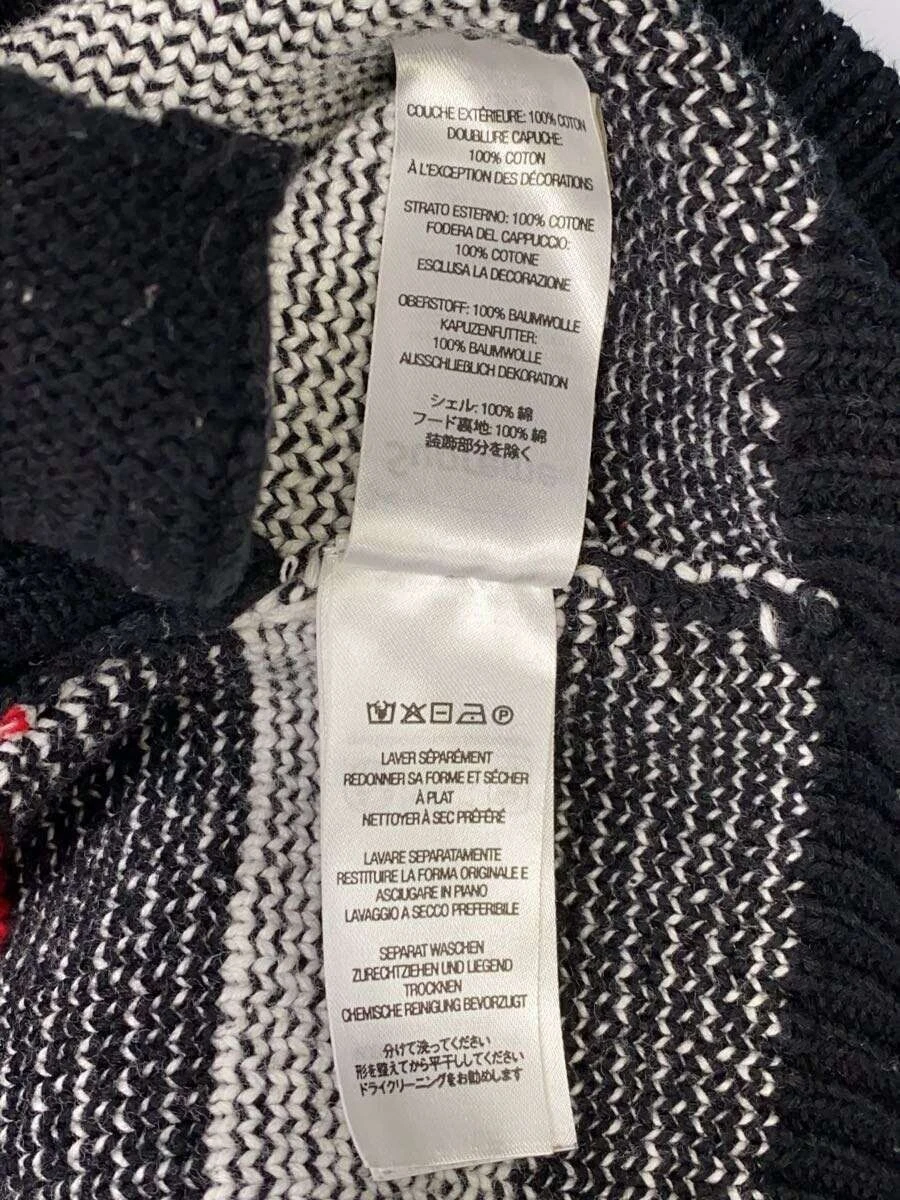 COUCHE EXTÉRIEURE: 100% COTON
DOUBLURE CAPUCHE:
100% COTON
À L'EXCEPTION DES DÉCORATIONS
STRATO ESTERNO: 100% COTONE
FODERA DEL CAPPUCCIO:
100% COTONE
ESCLUSA LA DECORAZIONE
OBERSTOFF: 100% BAUMWOLLE
KAPUZENFUTTER:
100% BAUMWOLLE
AUSSCHLIEBLICH DEKORATION
シェル: 100% 綿
フード裏地: 100% 綿
装飾部分を除く
P
LAVER SÉPARÉMENT
REDONNER SA FORME ET SÉCHER
À PLAT
NETTOYER À SEC PRÉFÉRÉ
LAVARE SEPARATAMENTE
RESTITUIRE LA FORMA ORIGINALE E
ASCIUGARE IN PIANO
LAVAGGIO A SECCO PREFERIBILE
SEPARAT WASCHEN
ZURECHTZIEHEN UND LIEGEND
TROCKNEN
CHEMISCHE REINIGUNG BEVORZUGT
分けて洗ってください
形を整えてから平干ししてください
ドライクリーニングをお勧めします